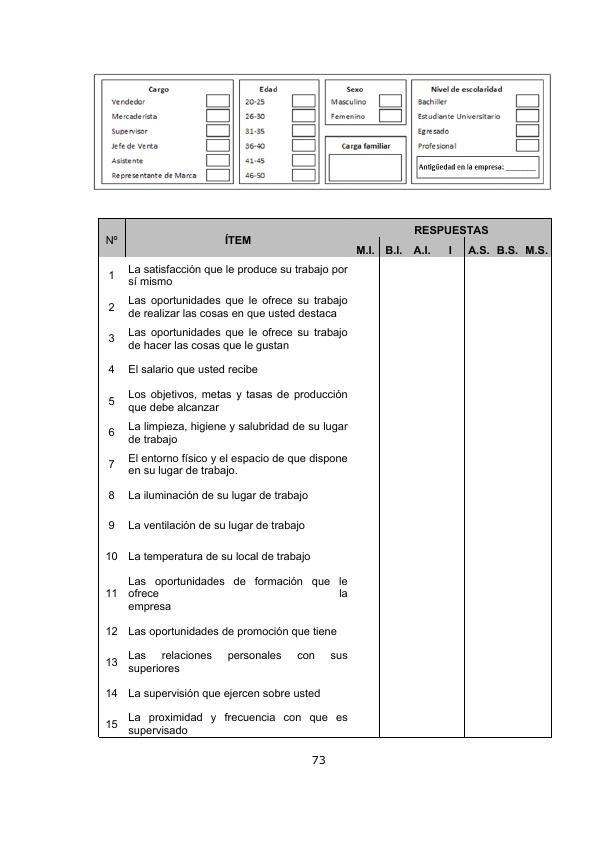 Cargo
Vendedor
Mercaderista
Supervisor
Jefe de Venta
Asistente
Representante de Marca
Edad
20-25
26-30
31-35
36-40
41-45
46-50
Sexo
Masculino
Femenino
Carga familiar
Nivel de escolaridad
Bachiller
Estudiante Universitario
Egresado
Profesional
Antigüedad en la empresa: _______
Nº ÍTEM RESPUESTAS
M.I. B.I. A.I. I A.S. B.S. M.S.
1 La satisfacción que le produce su trabajo por
sí mismo
2 Las oportunidades que le ofrece su trabajo
de realizar las cosas en que usted destaca
3 Las oportunidades que le ofrece su trabajo
de hacer las cosas que le gustan
4 El salario que usted recibe
5 Los objetivos, metas y tasas de producción
que debe alcanzar
6 La limpieza, higiene y salubridad de su lugar
de trabajo
7 El entorno físico y el espacio de que dispone
en su lugar de trabajo.
8 La iluminación de su lugar de trabajo
9 La ventilación de su lugar de trabajo
10 La temperatura de su local de trabajo
11 Las oportunidades de formación que le
ofrece la
empresa
12 Las oportunidades de promoción que tiene
13 Las relaciones personales con sus
superiores
14 La supervisión que ejercen sobre usted
15 La proximidad y frecuencia con que es
supervisado
73